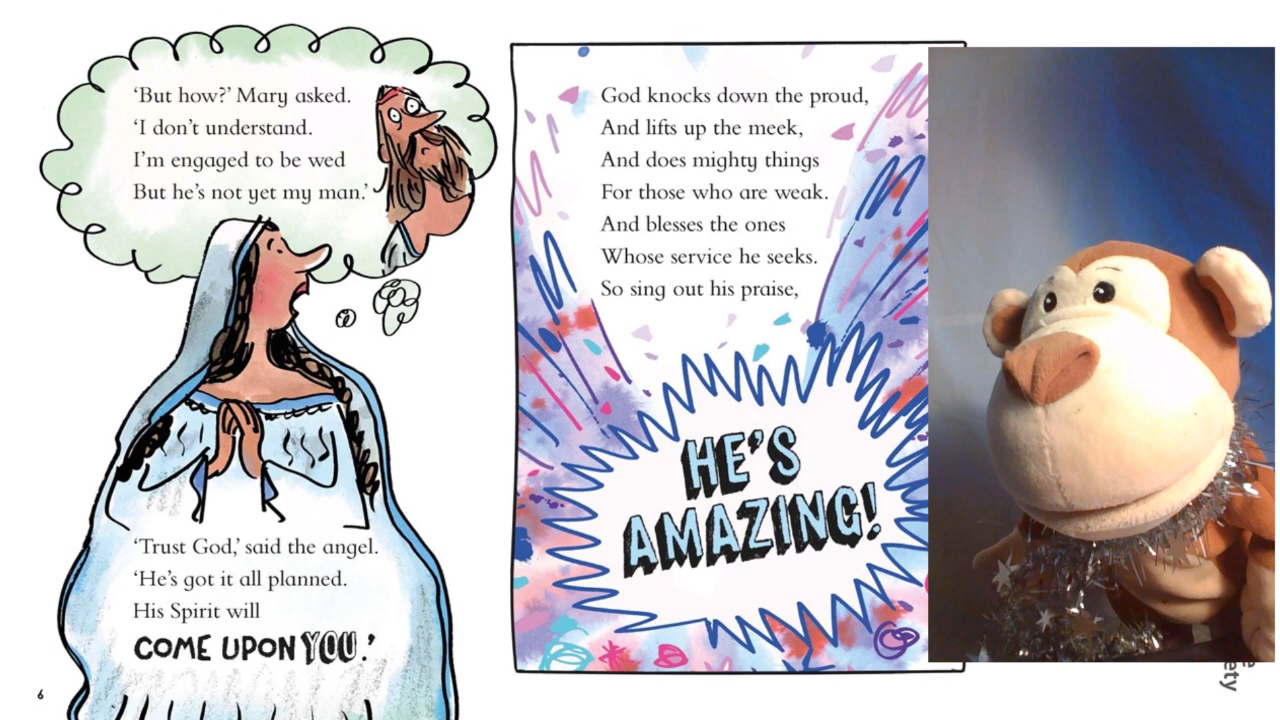 ‘But how?’ Mary asked.
‘I don’t understand.
I’m engaged to be wed
But he’s not yet my man.’
‘Trust God,’ said the angel.
‘He’s got it all planned.
His Spirit will
COME UPON YOU.’
6
God knocks down the proud,
And lifts up the meek,
And does mighty things
For those who are weak.
And blesses the ones
Whose service he seeks.
So sing out his praise,
HE’S
AMAZING!